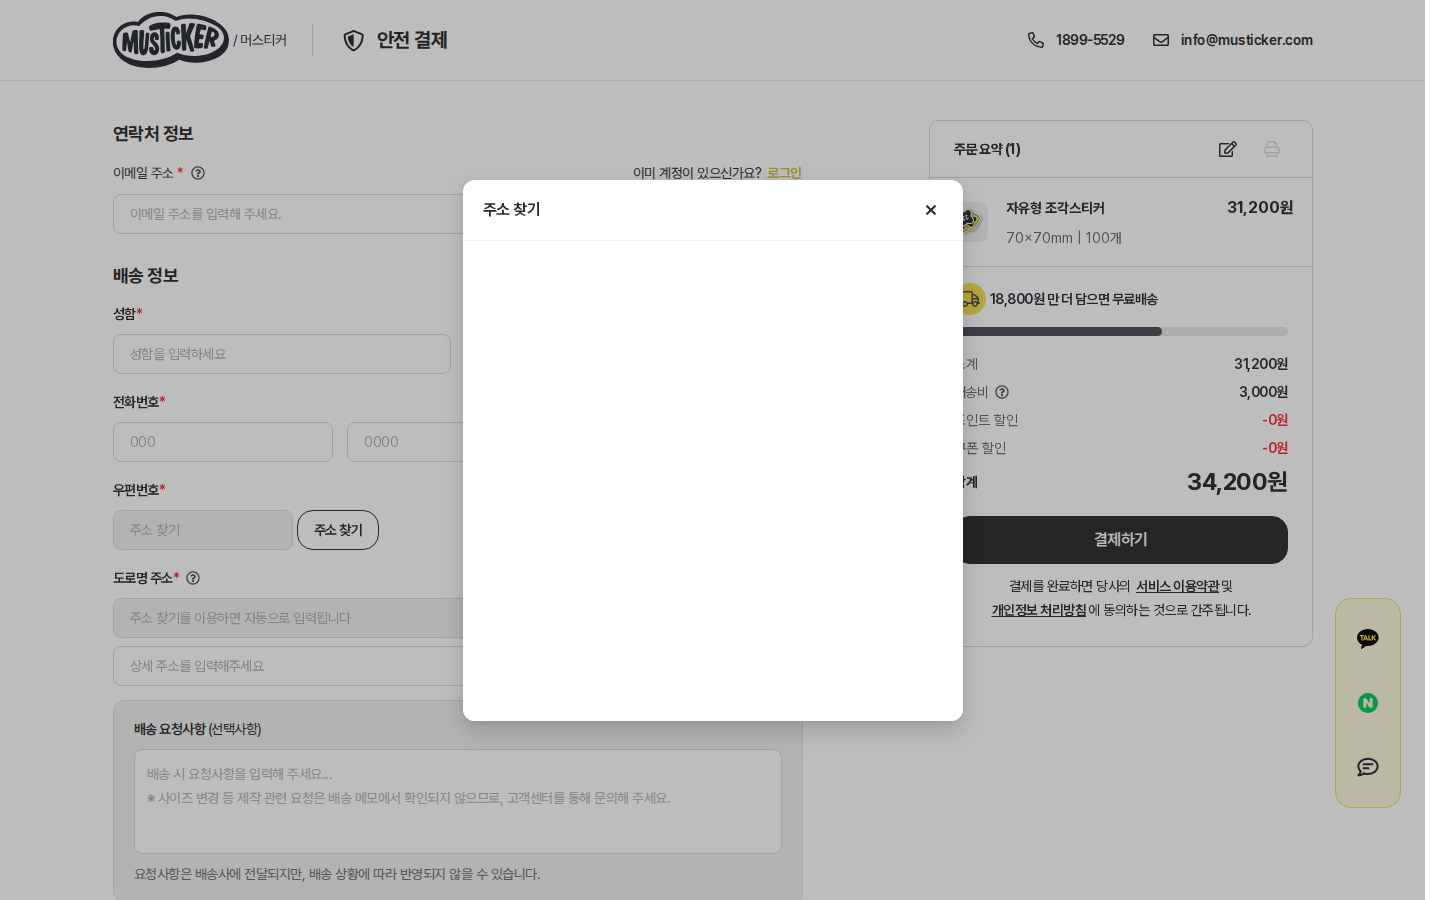 MUSTICKER / 머스티커
안전 결제
1899-5529
info@musticker.com
연락처 정보
이메일 주소 *
이미 계정이 있으신가요? 로그인
이메일 주소를 입력해 주세요.
배송 정보
성함*
성함을 입력하세요
전화번호*
000
0000
우편번호*
주소 찾기
주소 찾기
도로명 주소*
주소 찾기를 이용하면 자동으로 입력됩니다
상세 주소를 입력해주세요
배송 요청사항 (선택사항)
배송 시 요청사항을 입력해 주세요...
※ 사이즈 변경 등 제작 관련 요청은 배송 메모에서 확인되지 않으므로, 고객센터를 통해 문의해 주세요.
요청사항은 배송사에 전달되지만, 배송 상황에 따라 반영되지 않을 수 있습니다.
주소 찾기
주문 요약 (1)
자유형 조각스티커
31,200원
70×70mm | 100개
18,800원 만 더 담으면 무료배송
계
31,200원
송비
3,000원
인트 할인
-0원
폰 할인
-0원
계
34,200원
결제하기
결제를 완료하면 당사의 서비스 이용약관 및
개인정보 처리방침 에 동의하는 것으로 간주됩니다.
TALK
N